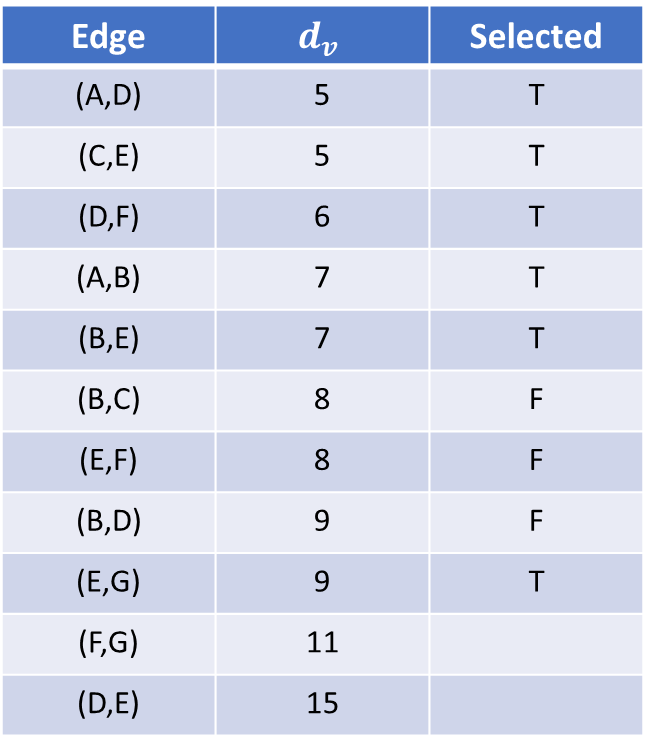 Edge d_v Selected
(A,D) 5 T
(C,E) 5 T
(D,F) 6 T
(A,B) 7 T
(B,E) 7 T
(B,C) 8 F
(E,F) 8 F
(B,D) 9 F
(E,G) 9 T
(F,G) 11
(D,E) 15